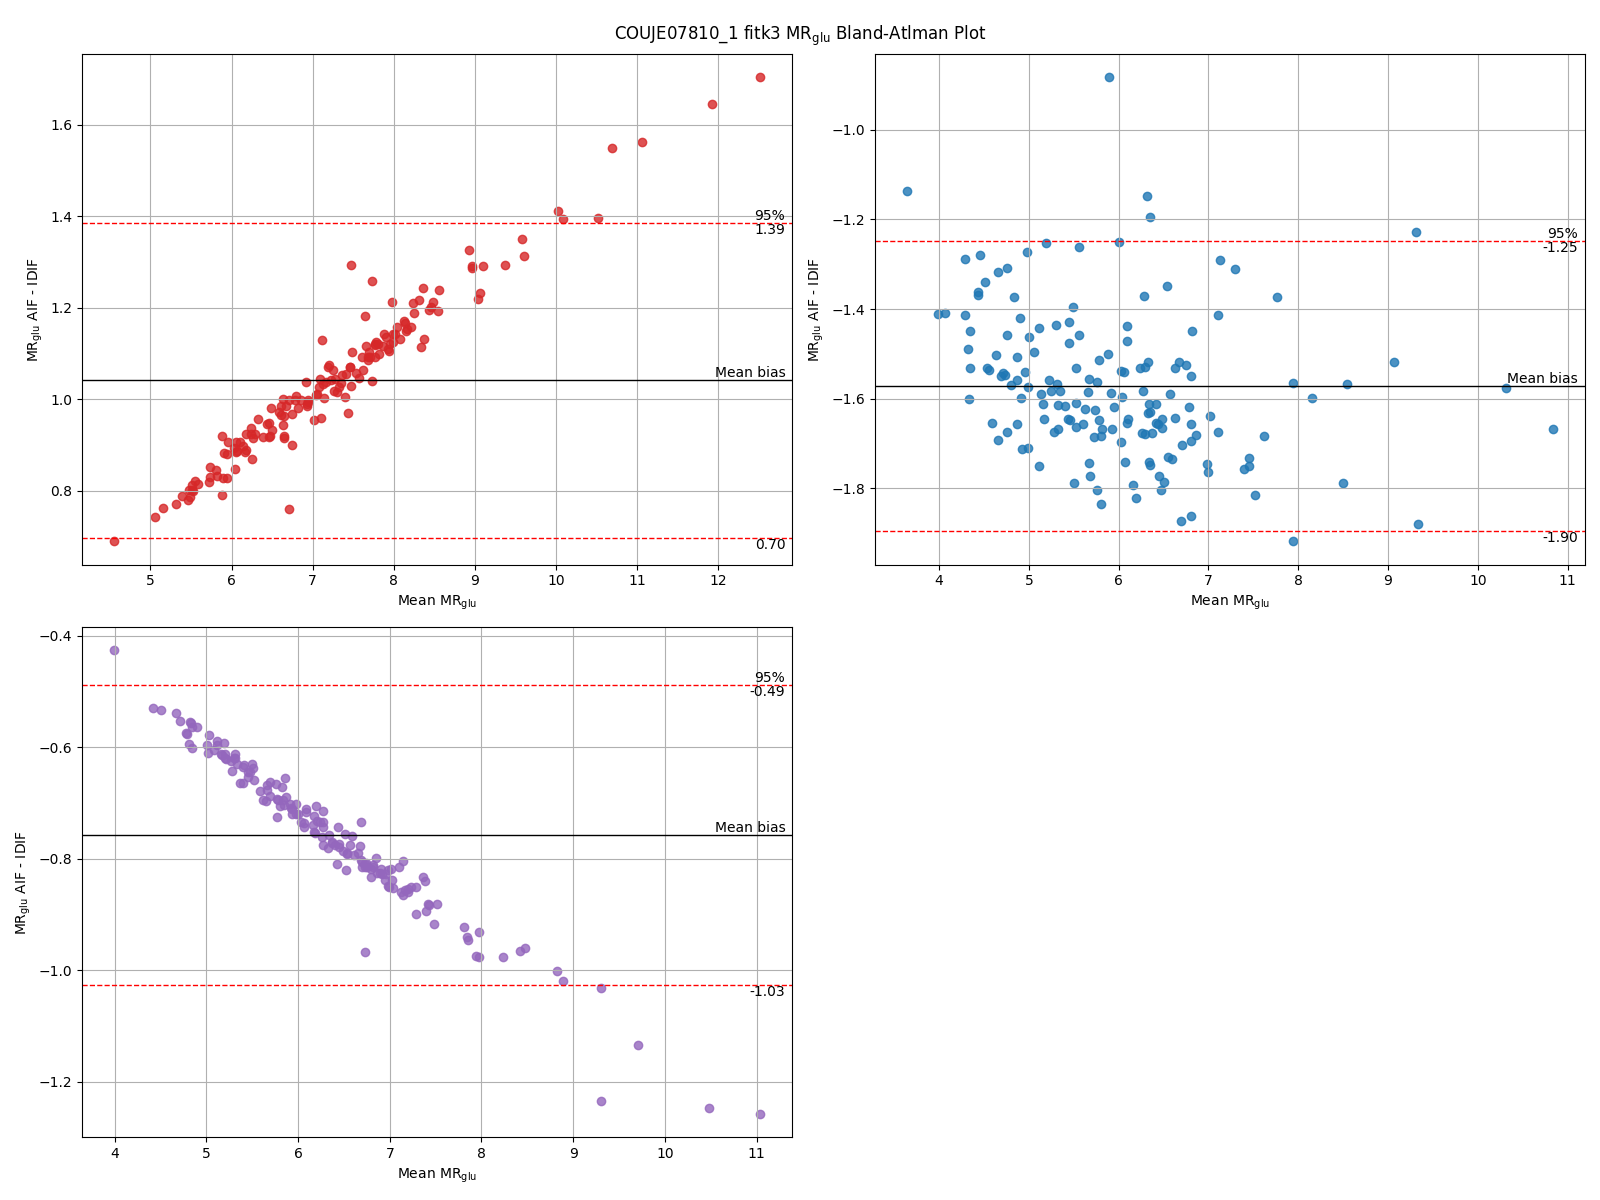 COUJE07810_1 fitk3 MRglu Bland-Atlman Plot
1.6
1.4
1.2
1.0
0.8
MRglu AIF - IDIF
95%
1.39
Mean bias
0.70
5 6 7 8 9 10 11 12
Mean MRglu
−1.0
−1.2
−1.4
−1.6
−1.8
MRglu AIF - IDIF
95%
-1.25
Mean bias
-1.90
4 5 6 7 8 9 10 11
Mean MRglu
−0.4
−0.6
−0.8
−1.0
−1.2
MRglu AIF - IDIF
95%
-0.49
Mean bias
-1.03
4 5 6 7 8 9 10 11
Mean MRglu